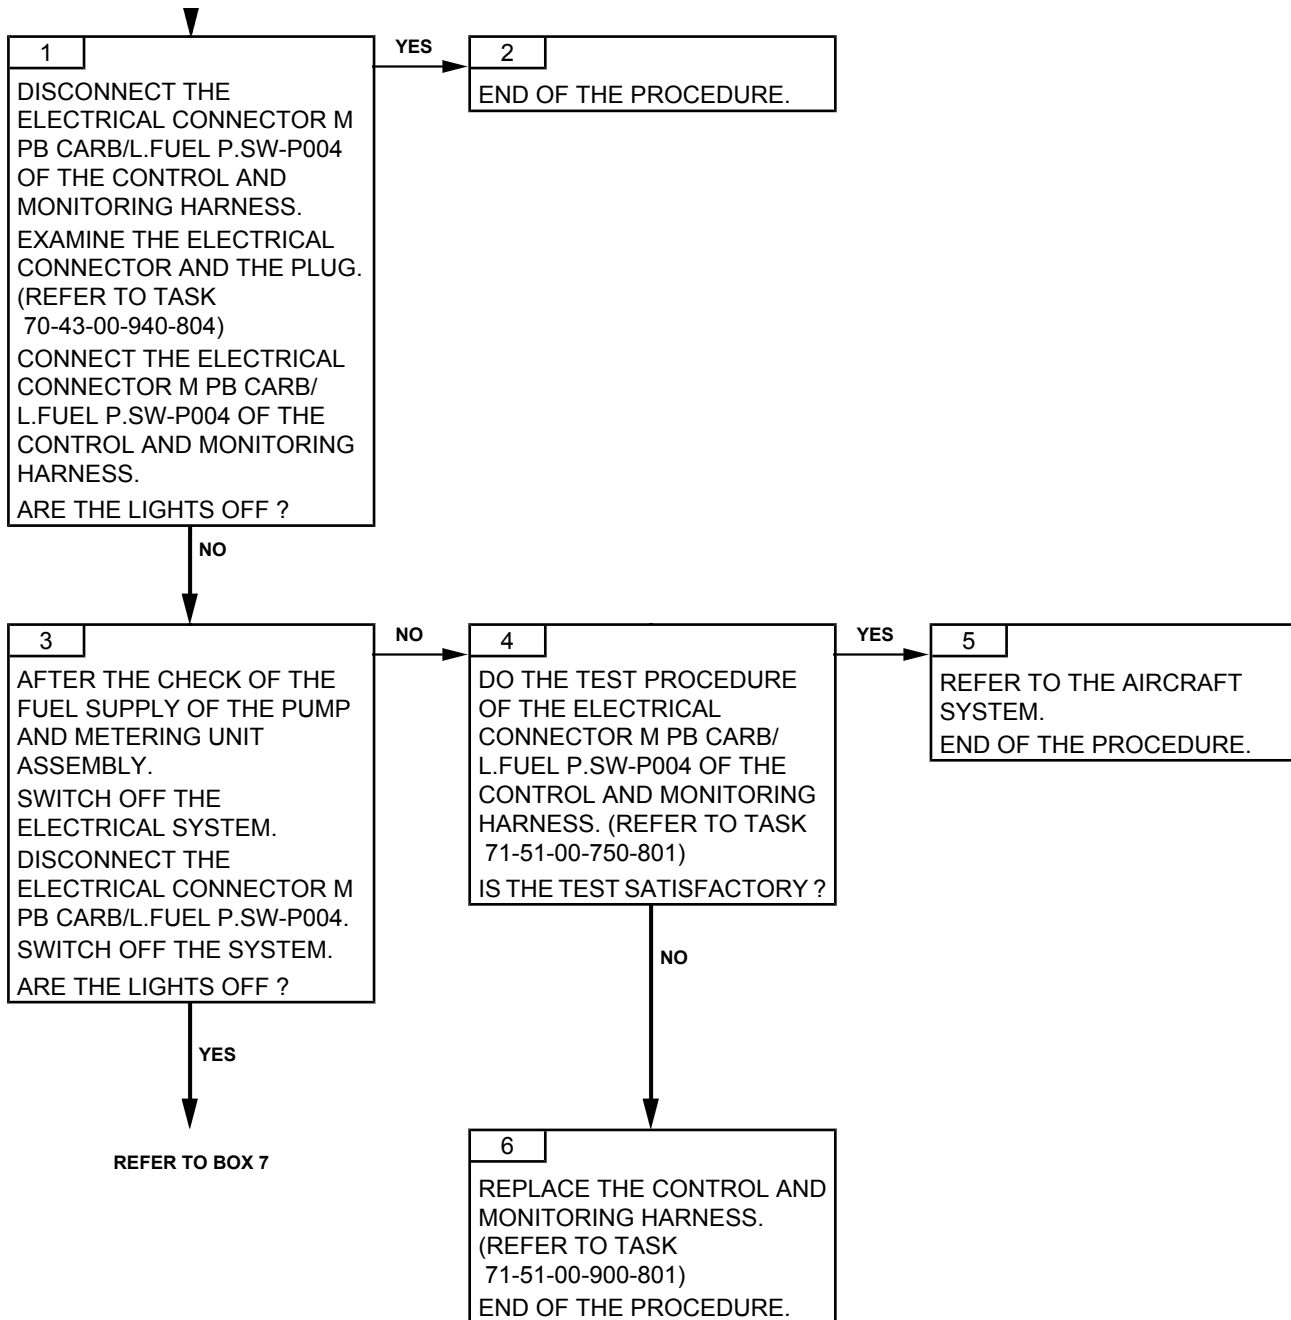 1
DISCONNECT THE
ELECTRICAL CONNECTOR M
PB CARB/L.FUEL P.SW-P004
OF THE CONTROL AND
MONITORING HARNESS.
EXAMINE THE ELECTRICAL
CONNECTOR AND THE PLUG.
(REFER TO TASK
70-43-00-940-804)
CONNECT THE ELECTRICAL
CONNECTOR M PB CARB/
L.FUEL P.SW-P004 OF THE
CONTROL AND MONITORING
HARNESS.
ARE THE LIGHTS OFF ?
YES
2
END OF THE PROCEDURE.
NO
3
AFTER THE CHECK OF THE
FUEL SUPPLY OF THE PUMP
AND METERING UNIT
ASSEMBLY.
SWITCH OFF THE
ELECTRICAL SYSTEM.
DISCONNECT THE
ELECTRICAL CONNECTOR M
PB CARB/L.FUEL P.SW-P004.
SWITCH OFF THE SYSTEM.
ARE THE LIGHTS OFF ?
NO
4
DO THE TEST PROCEDURE
OF THE ELECTRICAL
CONNECTOR M PB CARB/
L.FUEL P.SW-P004 OF THE
CONTROL AND MONITORING
HARNESS. (REFER TO TASK
71-51-00-750-801)
IS THE TEST SATISFACTORY ?
YES
5
REFER TO THE AIRCRAFT
SYSTEM.
END OF THE PROCEDURE.
NO
YES
REFER TO BOX 7
6
REPLACE THE CONTROL AND
MONITORING HARNESS.
(REFER TO TASK
71-51-00-900-801)
END OF THE PROCEDURE.